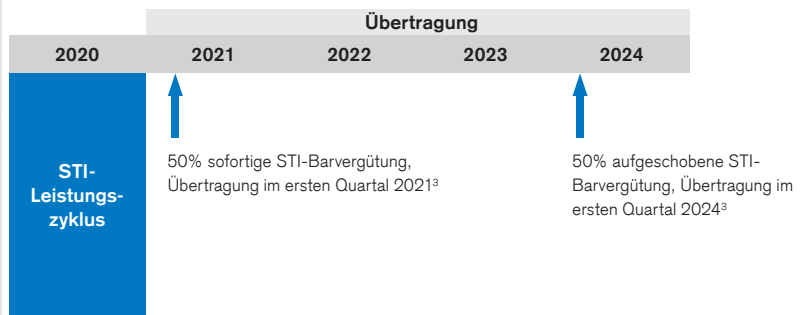 Übertragung
2020 2021 2022 2023 2024
STI-
Leistungs-
zyklus
50% sofortige STI-Barvergütung,
Übertragung im ersten Quartal 2021³
50% aufgeschobene STI-
Barvergütung, Übertragung im
ersten Quartal 2024³